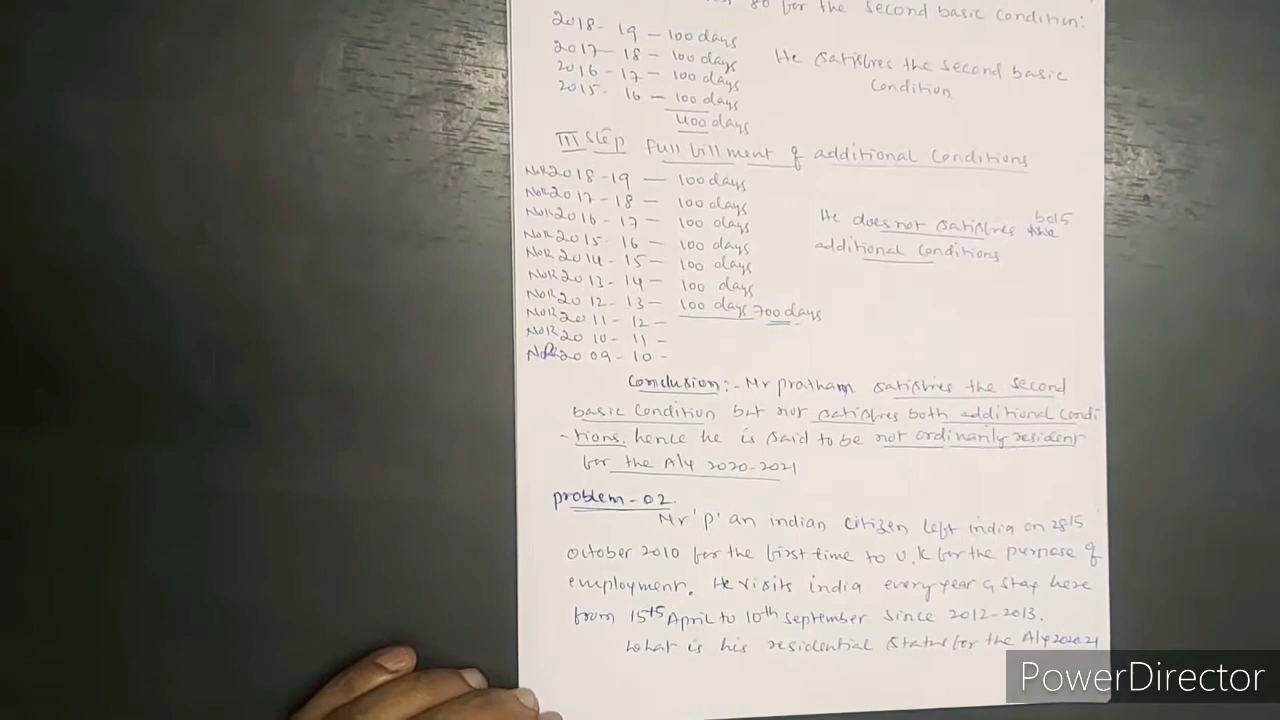 80 for the second basic condition:
2018-19 - 100 days
2017-18 - 100 days
2016-17 - 100 days
2015-16 - 100 days
400 days
He satisfies the second basic
condition
III Step Full fillment of additional conditions
NOR 2018-19 - 100 days
NOR 2017-18 - 100 days
NOR 2016-17 - 100 days
NOR 2015-16 - 100 days
NOR 2014-15 - 100 days
NOR 2013-14 - 100 days
NOR 2012-13 - 100 days 700 days
NOR 2011-12 -
NOR 2010-11 -
NOR 2009-10 -
He does not satisfies the both
additional conditions
Conclusion:- Mr pratham satisfies the second
basic condition but not satisfies both additional condi
-tions. hence he is said to be not ordinarily resident
for the A/y 2020-2021
problem-02.
Mr 'p' an indian citizen left india on 28th
October 2010 for the first time to U.K for the purpose of
employment. He visits india every year & stay here
from 15th April to 10th september since 2012-2013.
What is his residential status for the A/y 2020.21
PowerDirector